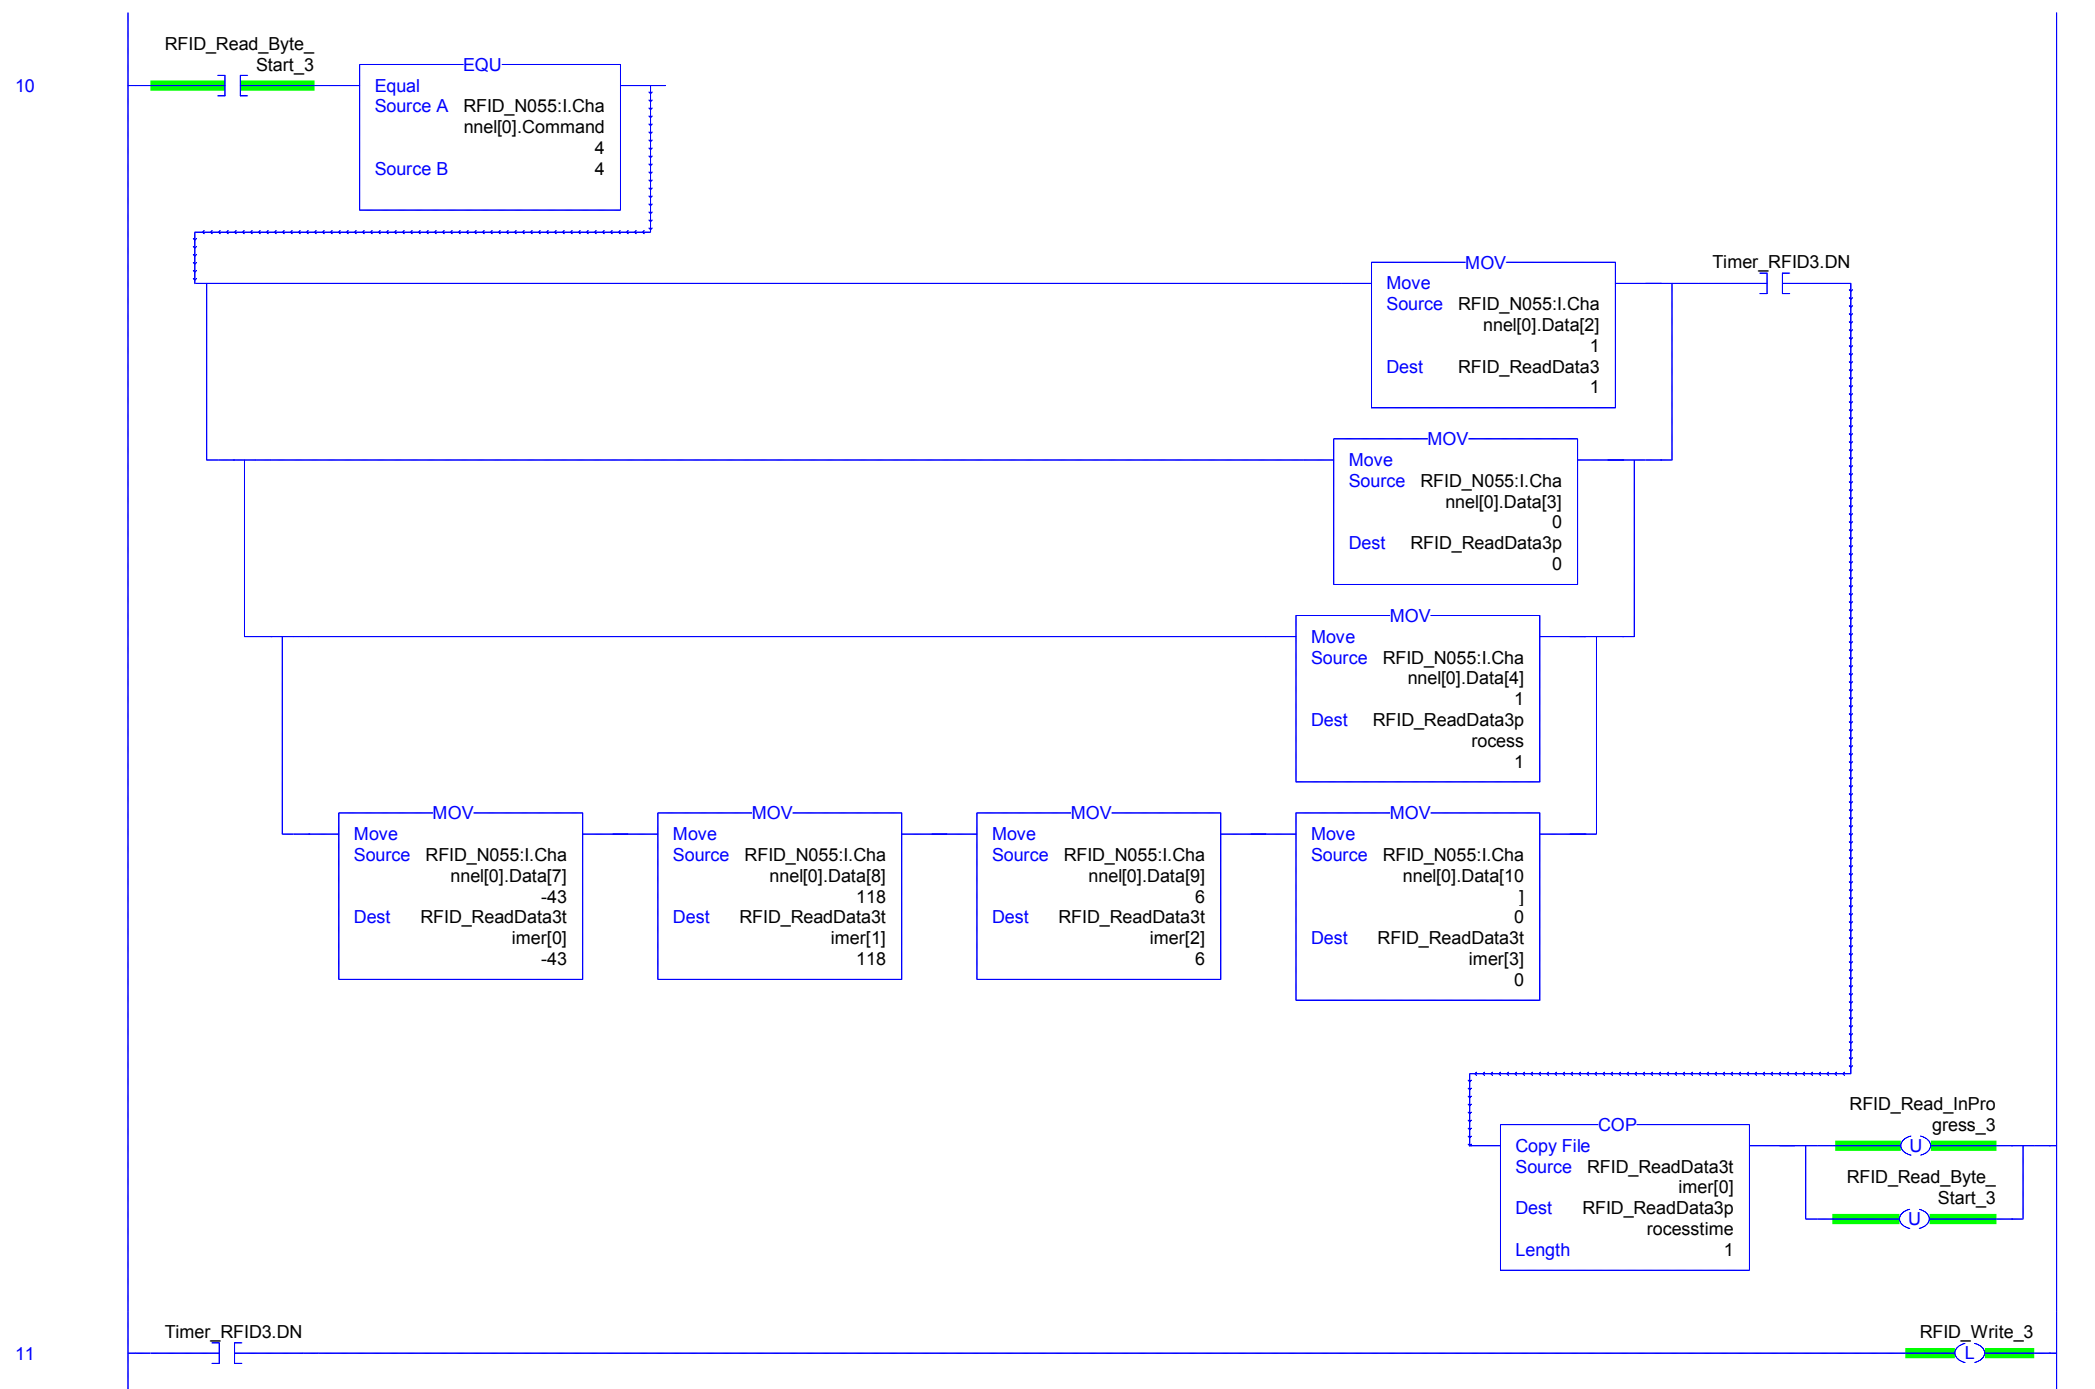 RFID_Read_Byte_
Start_3
10
EQU
Equal
Source A RFID_N055:I.Cha
nnel[0].Command
4
Source B 4
MOV
Move
Source RFID_N055:I.Cha
nnel[0].Data[2]
1
Dest RFID_ReadData3
1
Timer_RFID3.DN
MOV
Move
Source RFID_N055:I.Cha
nnel[0].Data[3]
0
Dest RFID_ReadData3p
0
MOV
Move
Source RFID_N055:I.Cha
nnel[0].Data[4]
1
Dest RFID_ReadData3p
rocess
1
MOV
Move
Source RFID_N055:I.Cha
nnel[0].Data[7]
-43
Dest RFID_ReadData3t
imer[0]
-43
MOV
Move
Source RFID_N055:I.Cha
nnel[0].Data[8]
118
Dest RFID_ReadData3t
imer[1]
118
MOV
Move
Source RFID_N055:I.Cha
nnel[0].Data[9]
6
Dest RFID_ReadData3t
imer[2]
6
MOV
Move
Source RFID_N055:I.Cha
nnel[0].Data[10
]
0
Dest RFID_ReadData3t
imer[3]
0
COP
Copy File
Source RFID_ReadData3t
imer[0]
Dest RFID_ReadData3p
rocesstime
Length 1
RFID_Read_InPro
gress_3
U
RFID_Read_Byte_
Start_3
U
11
Timer_RFID3.DN
RFID_Write_3
L